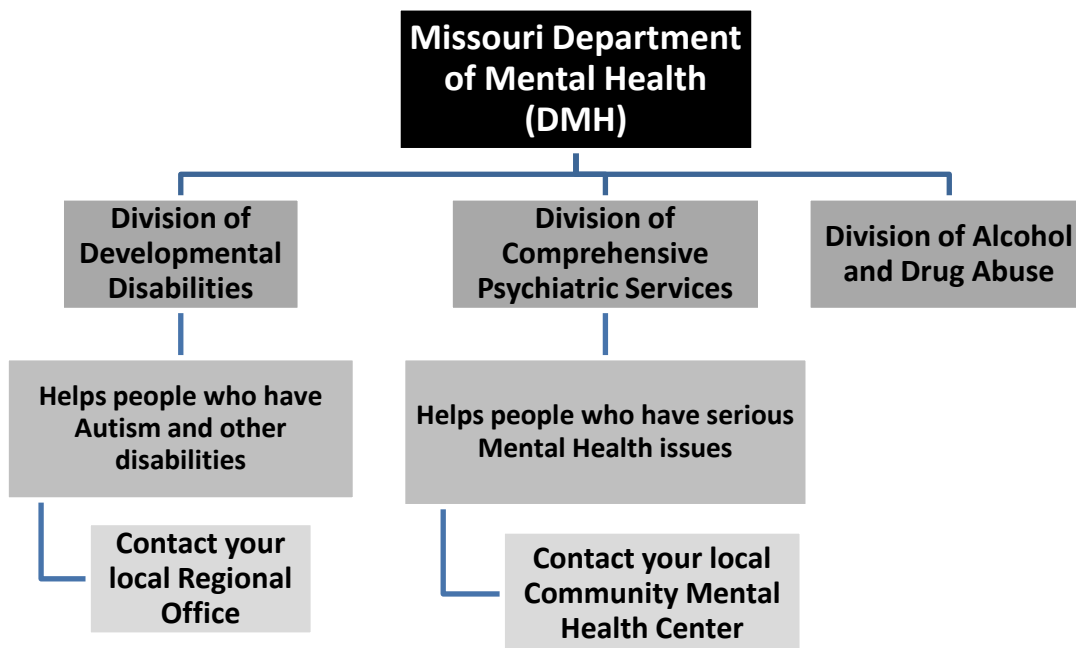 Missouri Department
of Mental Health
(DMH)
Division of
Developmental
Disabilities
Division of
Comprehensive
Psychiatric Services
Division of Alcohol
and Drug Abuse
Helps people who have
Autism and other
disabilities
Helps people who have serious
Mental Health issues
Contact your
local Regional
Office
Contact your local
Community Mental
Health Center